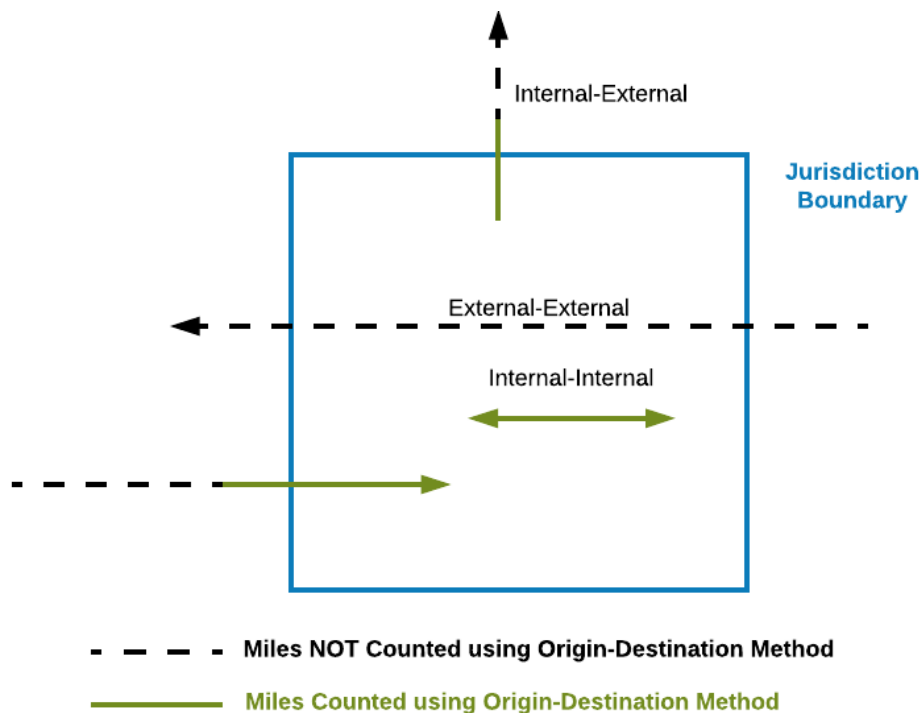 Internal-External
Jurisdiction
Boundary
External-External
Internal-Internal
Miles NOT Counted using Origin-Destination Method
Miles Counted using Origin-Destination Method